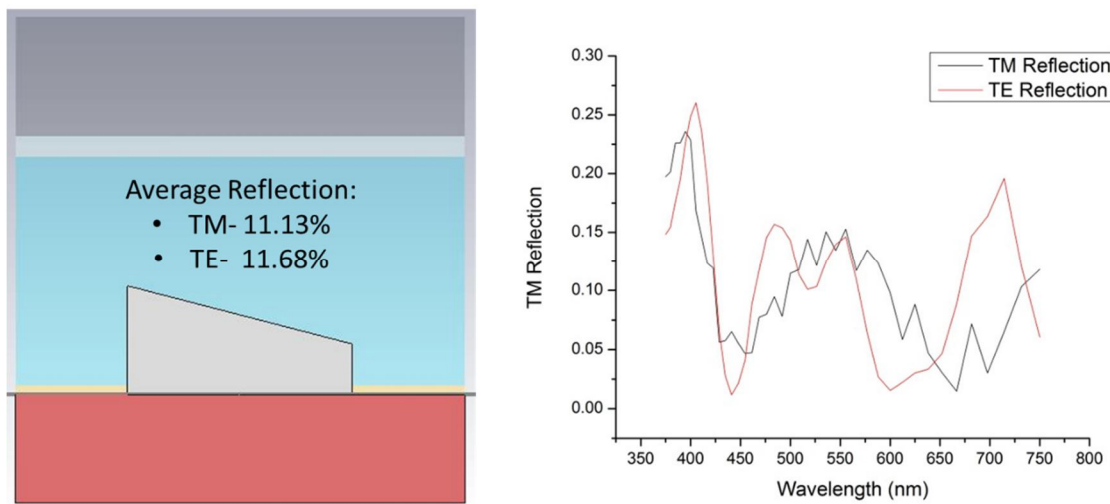 Average Reflection:
• TM- 11.13%
• TE- 11.68%
TM Reflection
TE Reflection
0.30
0.25
0.20
0.15
0.10
0.05
0.00
TM Reflection
350 400 450 500 550 600 650 700 750 800
Wavelength (nm)